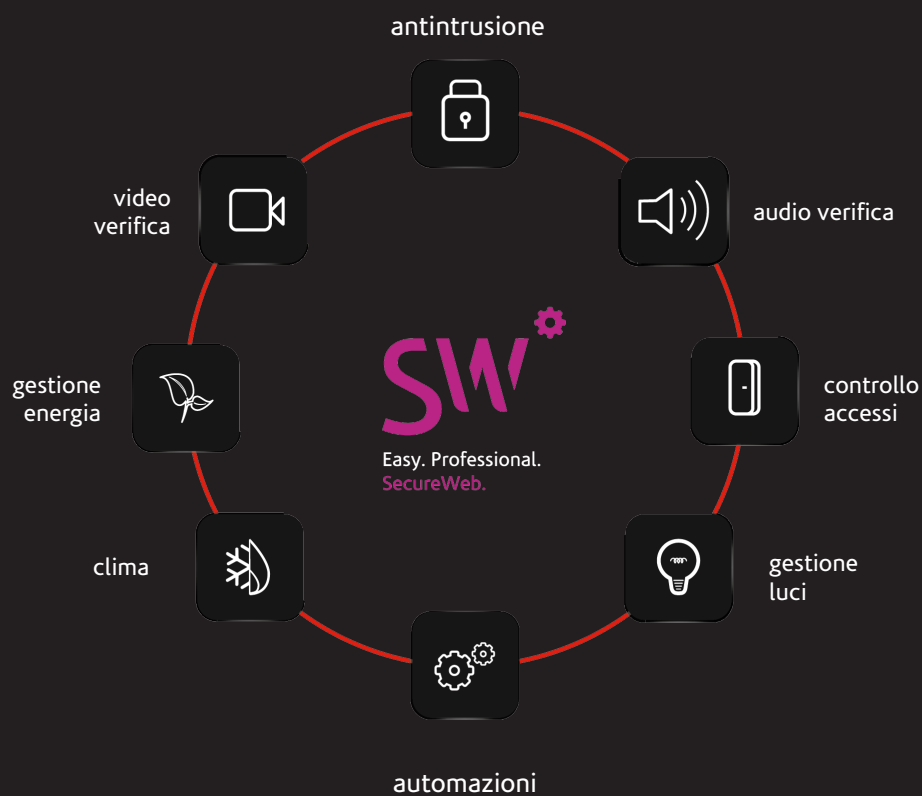 antintrusione
video
verifica
audio verifica
SW
gestione
energia
controllo
accessi
Easy. Professional.
SecureWeb.
clima
gestione
luci
automazioni